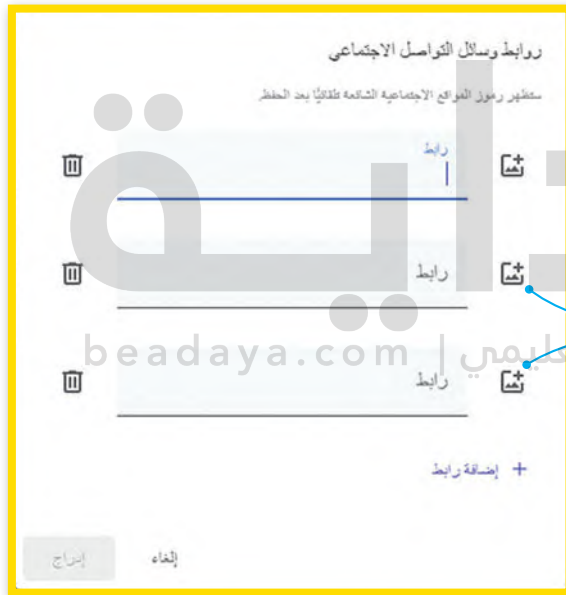 روابط وسائل التواصل الاجتماعي
ستظهر رموز المواقع الاجتماعية الشائعة تلقائيًا بعد الحفظ.
رابط
رابط
beadaya.com |
رابط
+ إضافة رابط
إلغاء
إدراج